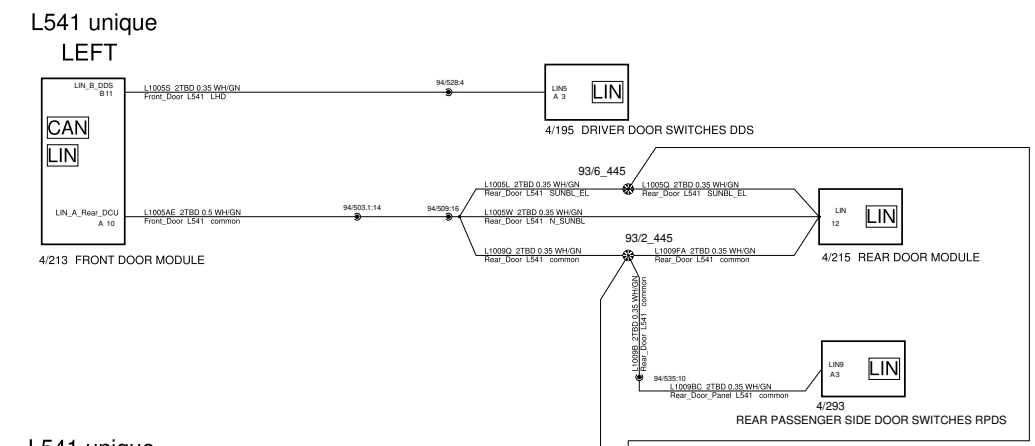 L541 unique
LEFT
LIN_B_DDS
B11
CAN
LIN
LIN_A_Rear_DCU
A 10
4/213 FRONT DOOR MODULE
L1005S 2TBD 0.35 WH/GN
Front_Door L541 LHD
94/528:4
LIN5
A 3
LIN
4/195 DRIVER DOOR SWITCHES DDS
L1005AE 2TBD 0.5 WH/GN
Front_Door L541 common
94/503.1:14
94/509:16
93/6_445
L1005L 2TBD 0.35 WH/GN
Rear_Door L541 SUNBL_EL
L1005Q 2TBD 0.35 WH/GN
Rear_Door L541 SUNBL_EL
L1005W 2TBD 0.35 WH/GN
Rear_Door L541 N_SUNBL
93/2_445
L1009Q 2TBD 0.35 WH/GN
Rear_Door L541 common
L1009FA 2TBD 0.35 WH/GN
Rear_Door L541 common
LIN
12
LIN
4/215 REAR DOOR MODULE
L1009B 2TBD 0.35 WH/GN
Rear_Door L541 common
94/535:10
L1009BC 2TBD 0.35 WH/GN
Rear_Door_Panel L541 common
LIN9
A3
LIN
4/293
REAR PASSENGER SIDE DOOR SWITCHES RPDS
L541 unique